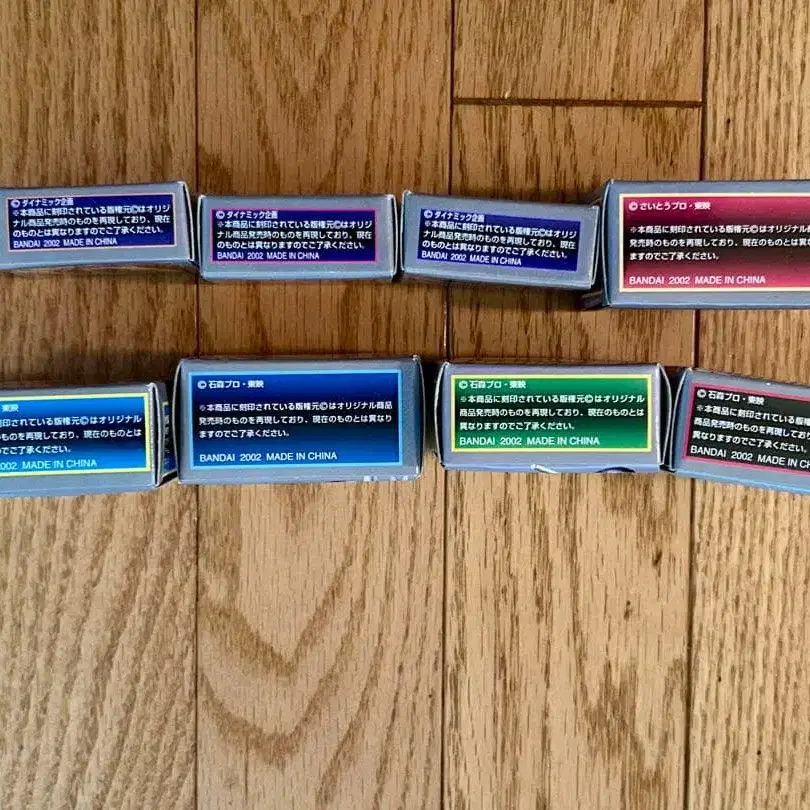 © ダイナミック企画
※本商品に刻印されている版権元©はオリジ
ナル商品発売時のものを再現しており、現在
のものとは異なりますのでご了承ください。
BANDAI 2002 MADE IN CHINA
© ダイナミック企画
※本商品に刻印されている版権元©はオリジ
ナル商品発売時のものを再現しており、現在
のものとは異なりますのでご了承ください。
BANDAI 2002 MADE IN CHINA
© ダイナミック企画
※本商品に刻印されている版権元©はオリジ
ナル商品発売時のものを再現しており、現在
のものとは異なりますのでご了承ください。
BANDAI 2002 MADE IN CHINA
© さいとうプロ・東映
※本商品に刻印されている版権元©はオリジナル
発売時のものを再現しており、現在のものとは
ますのでご了承ください。
BANDAI 2002 MADE IN CHINA
東映
されている版権元©はオリジナル
のものを再現しており、現在のものとは
のでご了承ください。
2002 MADE IN CHINA
© 石森プロ・東映
※本商品に刻印されている版権元©はオリジナル商品
発売時のものを再現しており、現在のものとは異なり
ますのでご了承ください。
BANDAI 2002 MADE IN CHINA
© 石森プロ・東映
※本商品に刻印されている版権元©はオリジナル
商品発売時のものを再現しており、現在のものとは
異なりますのでご了承ください。
BANDAI 2002 MADE IN CHINA
© 石森プロ・東映
※本商品に刻印されている版権
商品発売時のものを再現しており
異なりますのでご了承ください。
BANDAI 2002 MADE IN CHINA